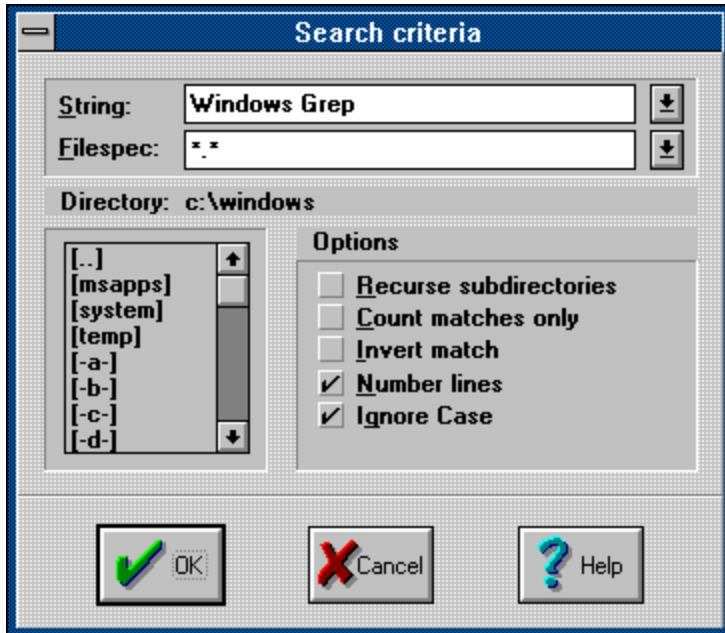 Search criteria
String: Windows Grep
Filespec: *.*
Directory: c:\windows
[..]
[msapps]
[system]
[temp]
[-a-]
[-b-]
[-c-]
[-d-]
Options
Recurse subdirectories
Count matches only
Invert match
Number lines
Ignore Case
OK
Cancel
Help